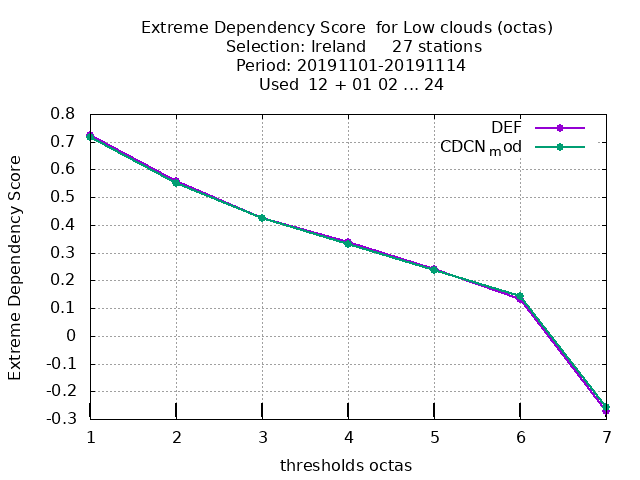 Extreme Dependency Score  for Low clouds (octas)
Selection: Ireland     27 stations
Period: 20191101-20191114
Used  12 + 01 02 ... 24
0.8
0.7
0.6
0.5
0.4
0.3
0.2
0.1
0
-0.1
-0.2
-0.3
Extreme Dependency Score
DEF
CDCN_mod
1 2 3 4 5 6 7
thresholds octas